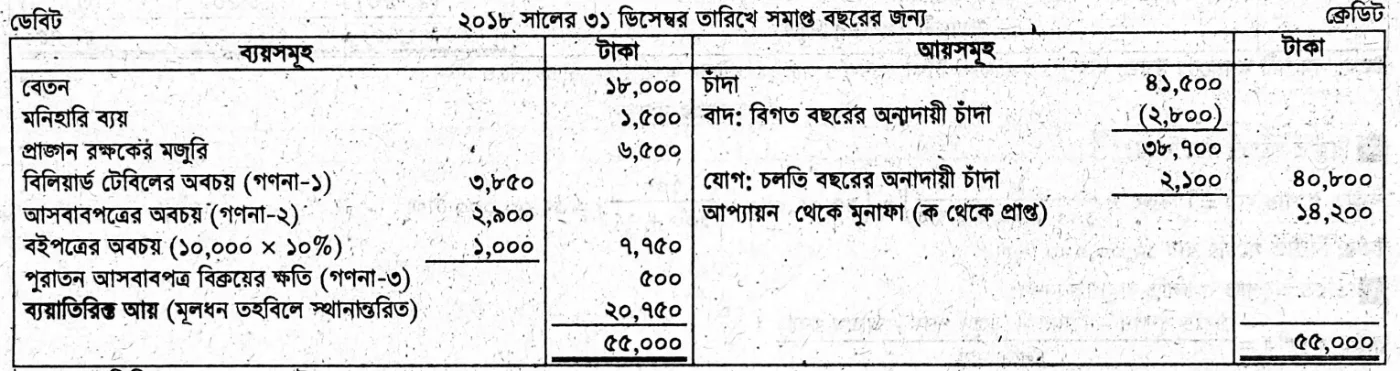 ডেবিট ২০১৮ সালের ৩১ ডিসেম্বর তারিখে সমাপ্ত বছরের জন্য ক্রেডিট
ব্যয়সমূহ টাকা আয়সমূহ টাকা
বেতন ১৮,০০০ চাঁদা ৪১,৫০০
মনিহারি ব্যয় ১,৫০০ বাদ: বিগত বছরের অনাদায়ী চাঁদা (২,৮০০)
প্রাঙ্গন রক্ষকের মজুরি ৬,৫০০ ৩৮,৭০০
বিলিয়ার্ড টেবিলের অবচয় (গণনা-১) ৩,৮৫০ যোগ: চলতি বছরের অনাদায়ী চাঁদা ২,১০০ ৪০,৮০০
আসবাবপত্রের অবচয় (গণনা-২) ২,৯০০ আপ্যায়ন থেকে মুনাফা (ক থেকে প্রাপ্ত) ১৪,২০০
বইপত্রের অবচয় (১০,০০০ × ১০%) ১,০০০ ৭,৭৫০
পুরাতন আসবাবপত্র বিক্রয়ের ক্ষতি (গণনা-৩) ৫০০
ব্যয়াতিরিক্ত আয় (মূলধন তহবিলে স্থানান্তরিত) ২০,৭৫০
৫৫,০০০ ৫৫,০০০